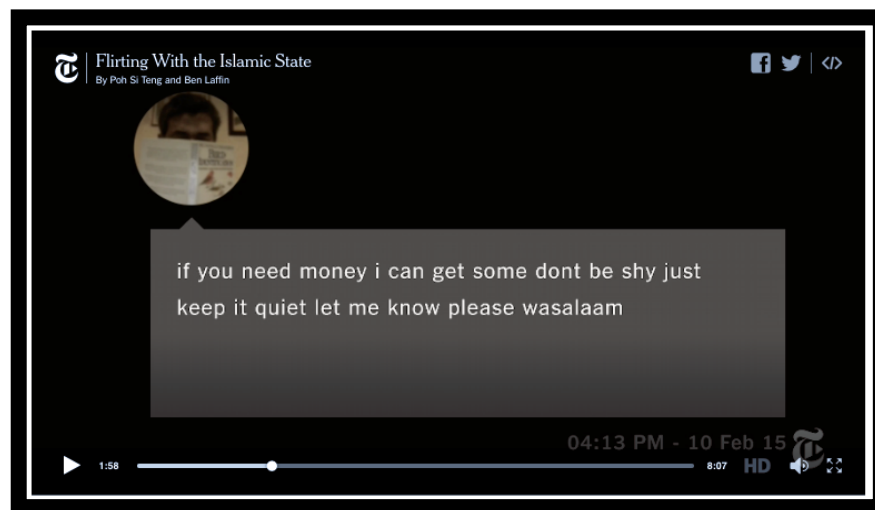 Flirting With the Islamic State
By Poh Si Teng and Ben Laffin
if you need money i can get some dont be shy just
keep it quiet let me know please wasalaam
04:13 PM - 10 Feb 15
1:58
8:07 HD